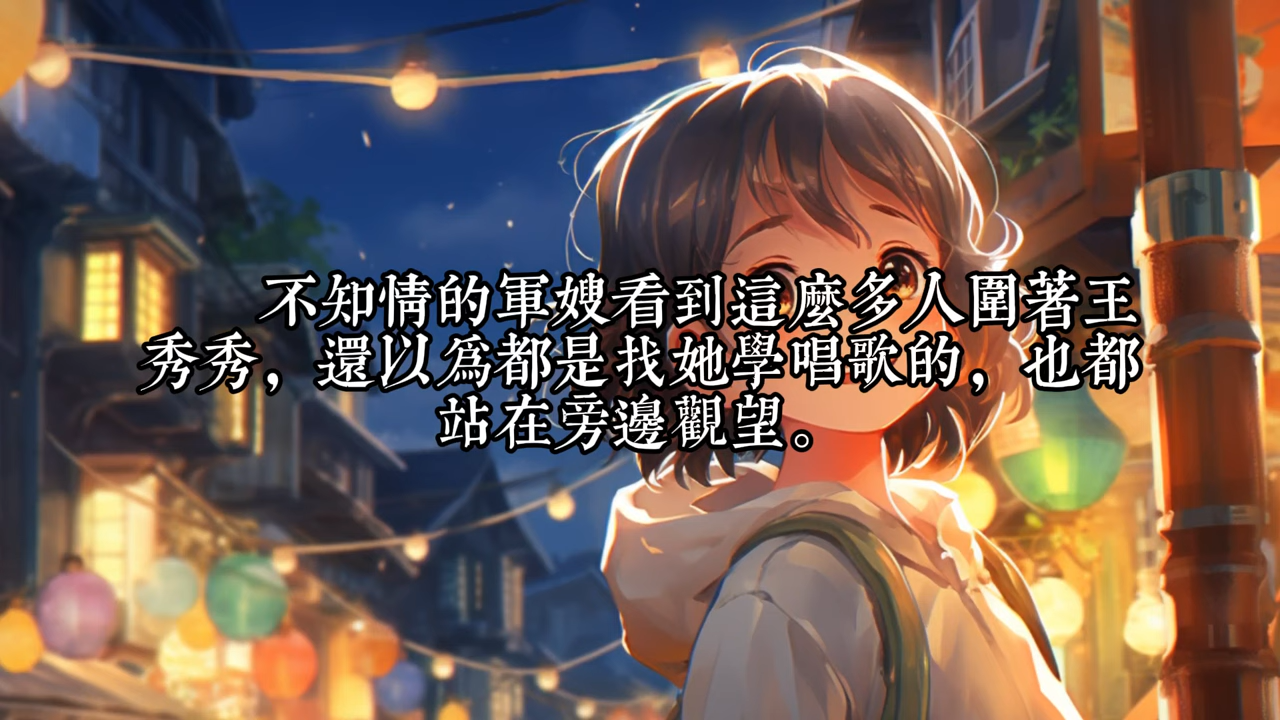 不知情的軍嫂看到這麼多人圍著王
秀秀，還以為都是找她學唱歌的，也都
站在旁邊觀望。